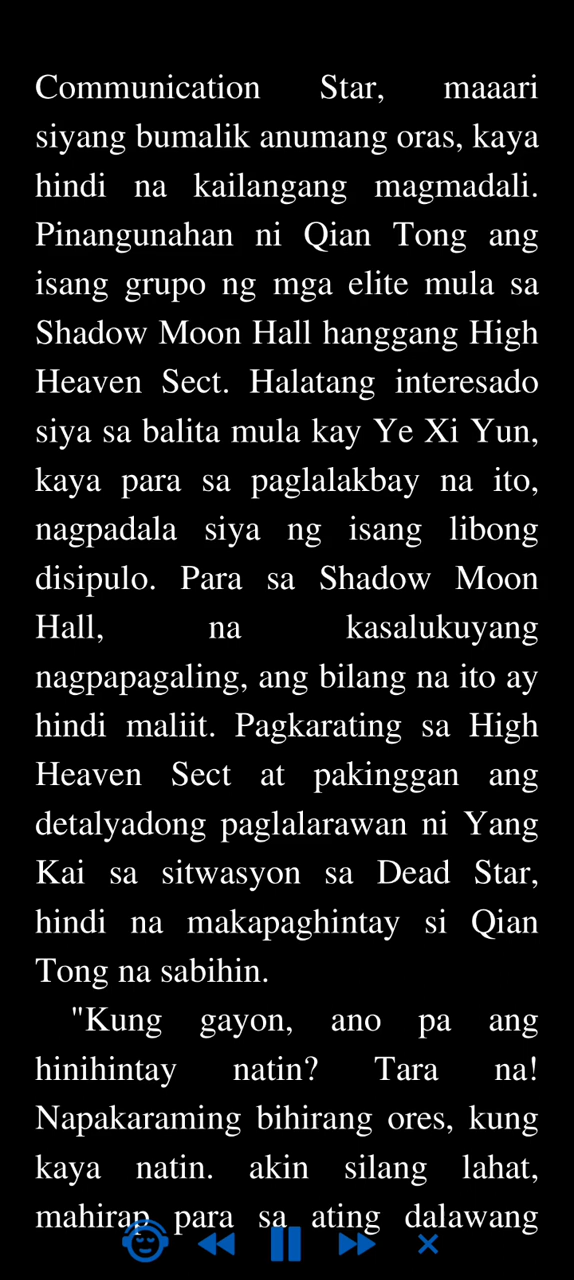 Communication Star, maaari
siyang bumalik anumang oras, kaya
hindi na kailangang magmadali.
Pinangunahan ni Qian Tong ang
isang grupo ng mga elite mula sa
Shadow Moon Hall hanggang High
Heaven Sect. Halatang interesado
siya sa balita mula kay Ye Xi Yun,
kaya para sa paglalakbay na ito,
nagpadala siya ng isang libong
disipulo. Para sa Shadow Moon
Hall, na kasalukuyang
nagpapagaling, ang bilang na ito ay
hindi maliit. Pagkarating sa High
Heaven Sect at pakinggan ang
detalyadong paglalarawan ni Yang
Kai sa sitwasyon sa Dead Star,
hindi na makapaghintay si Qian
Tong na sabihin.
"Kung gayon, ano pa ang
hinihintay natin? Tara na!
Napakaraming bihirang ores, kung
kaya natin. akin silang lahat,
mahirap para sa ating dalawang